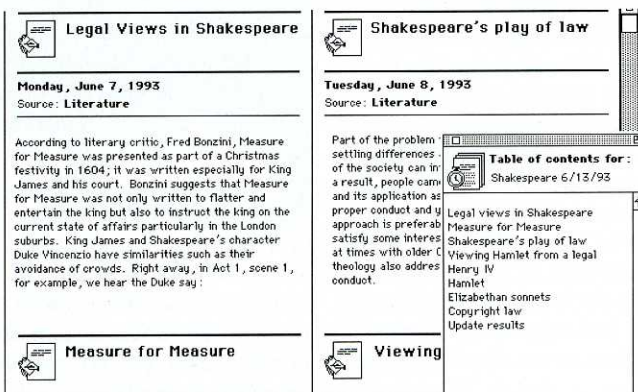 Legal Views in Shakespeare
Monday, June 7, 1993
Source: Literature
According to literary critic, Fred Bonzini, Measure
for Measure was presented as part of a Christmas
festivity in 1604; it was written especially for King
James and his court. Bonzini suggests that Measure
for Measure was not only written to flatter and
entertain the king but also to instruct the king on the
current state of affairs particularly in the London
suburbs. King James and Shakespeare's character
Duke Vincenzio have similarities such as their
avoidance of crowds. Right away, in Act 1, scene 1,
for example, we hear the Duke say:
Measure for Measure
Shakespeare's play of law
Tuesday, June 8, 1993
Source: Literature
Part of the problem
settling differences
of the society can in
a result, people cam
and its application as
proper conduct and y
approach is preferab
satisfy some interes
at times with older
theology also addres
conduct.
Viewing
Table of contents for:
Shakespeare 6/13/93
Legal views in Shakespeare
Measure for Measure
Shakespeare's play of law
Viewing Hamlet from a legal
Henry IV
Hamlet
Elizabethan sonnets
Copyright law
Update results